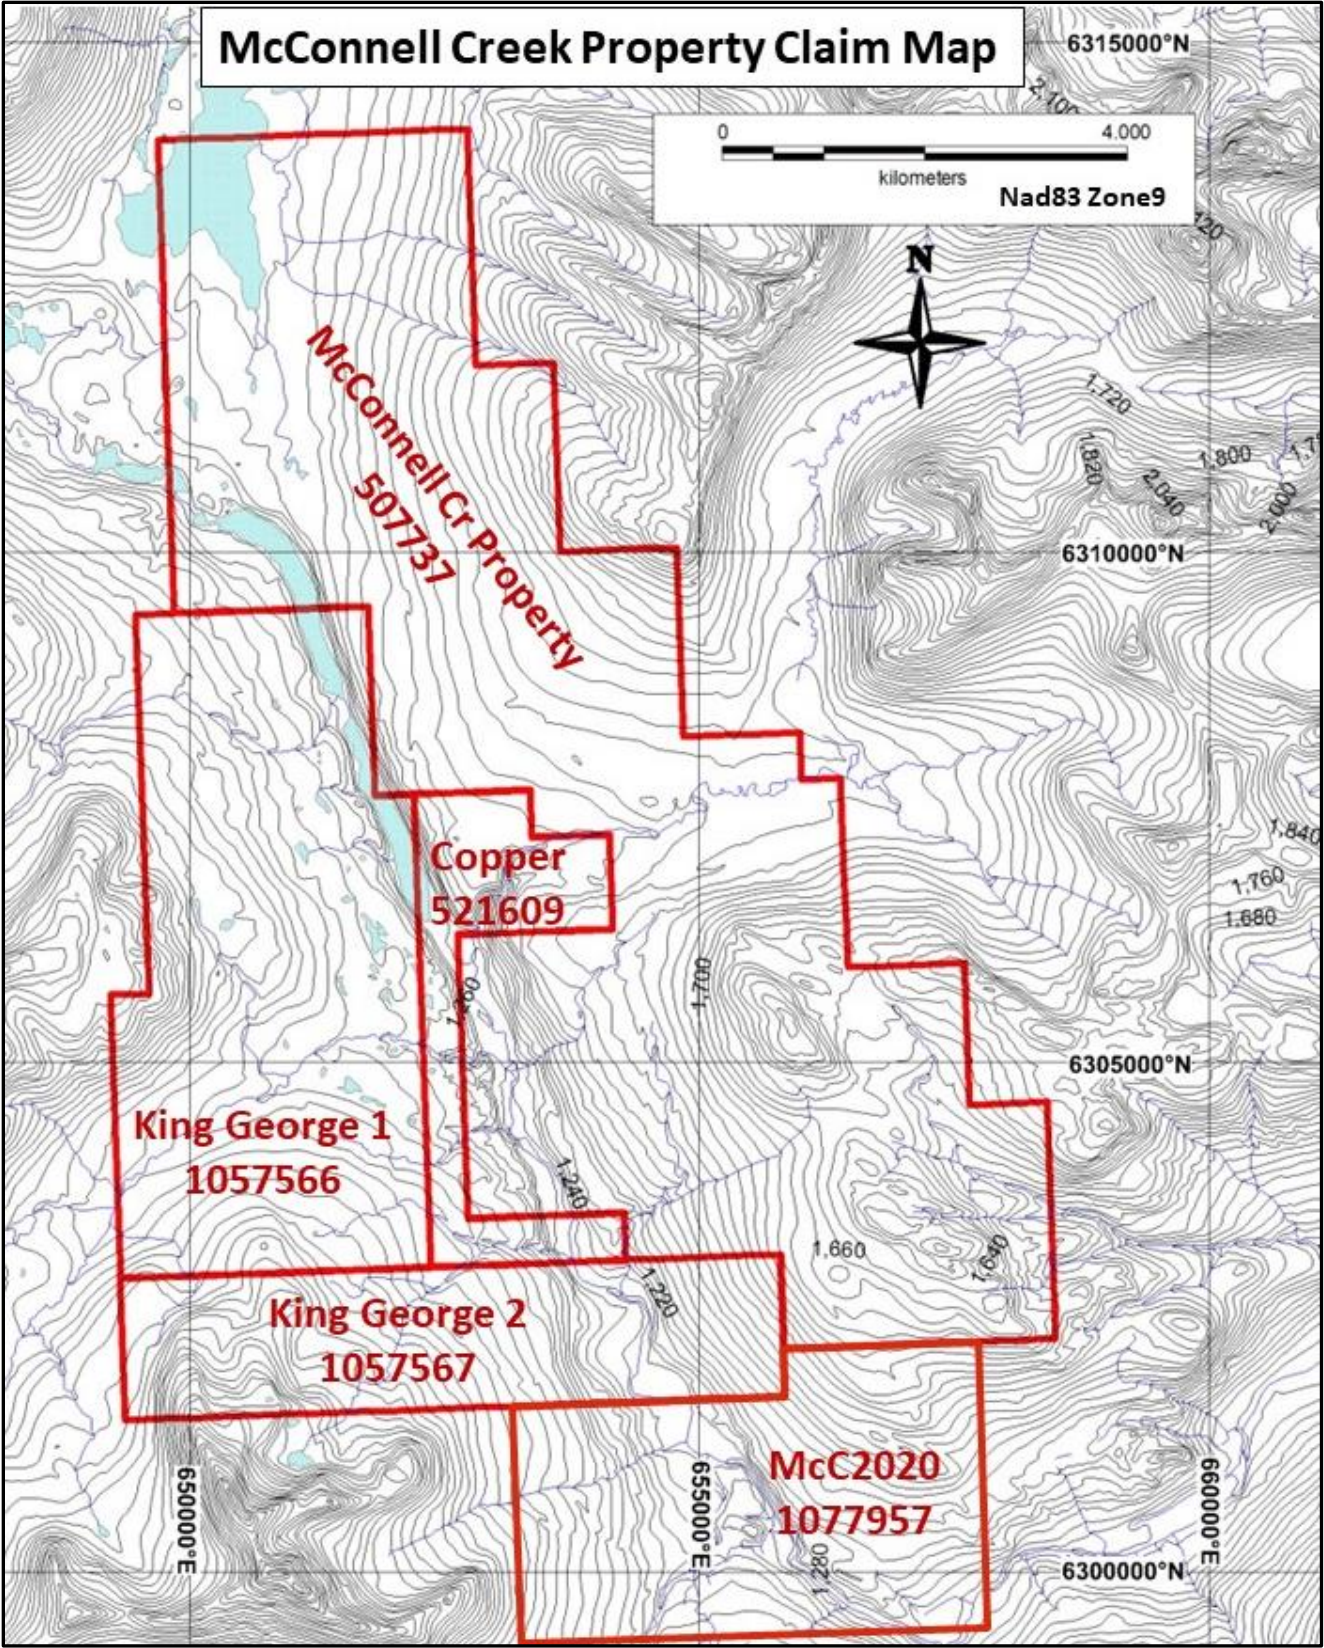 McConnell Creek Property Claim Map
6315000°N
2,100
0 4.000
kilometers
Nad83 Zone9
N
McConnell Cr Property
507737
1,720
1,820
1,800
2,040
2,000
6310000°N
Copper
521609
1,840
1,760
1,680
1,700
6305000°N
King George 1
1057566
1,240
1,660
1,640
1,220
King George 2
1057567
McC2020
1077957
1,280
650000°E
655000°E
660000°E
6300000°N